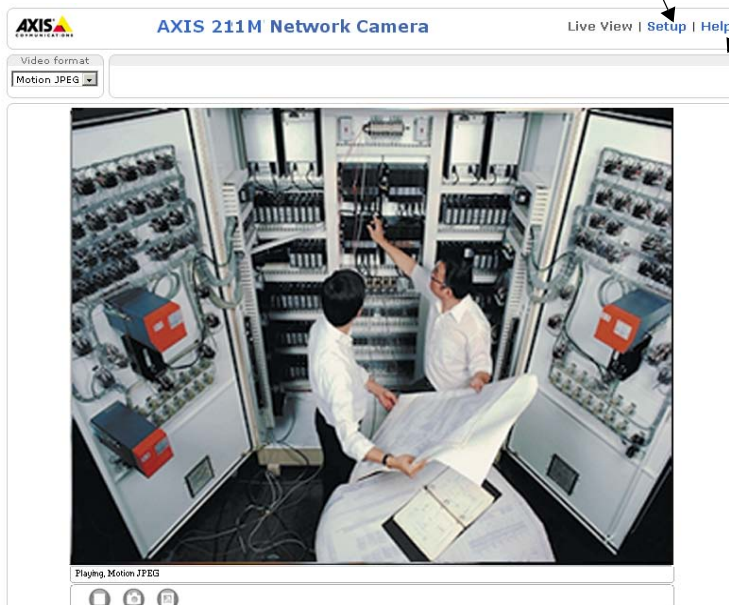 AXIS
COMMUNICATIONS
AXIS 211M Network Camera
Live View | Setup | Help
Video format
Motion JPEG
Playing, Motion JPEG